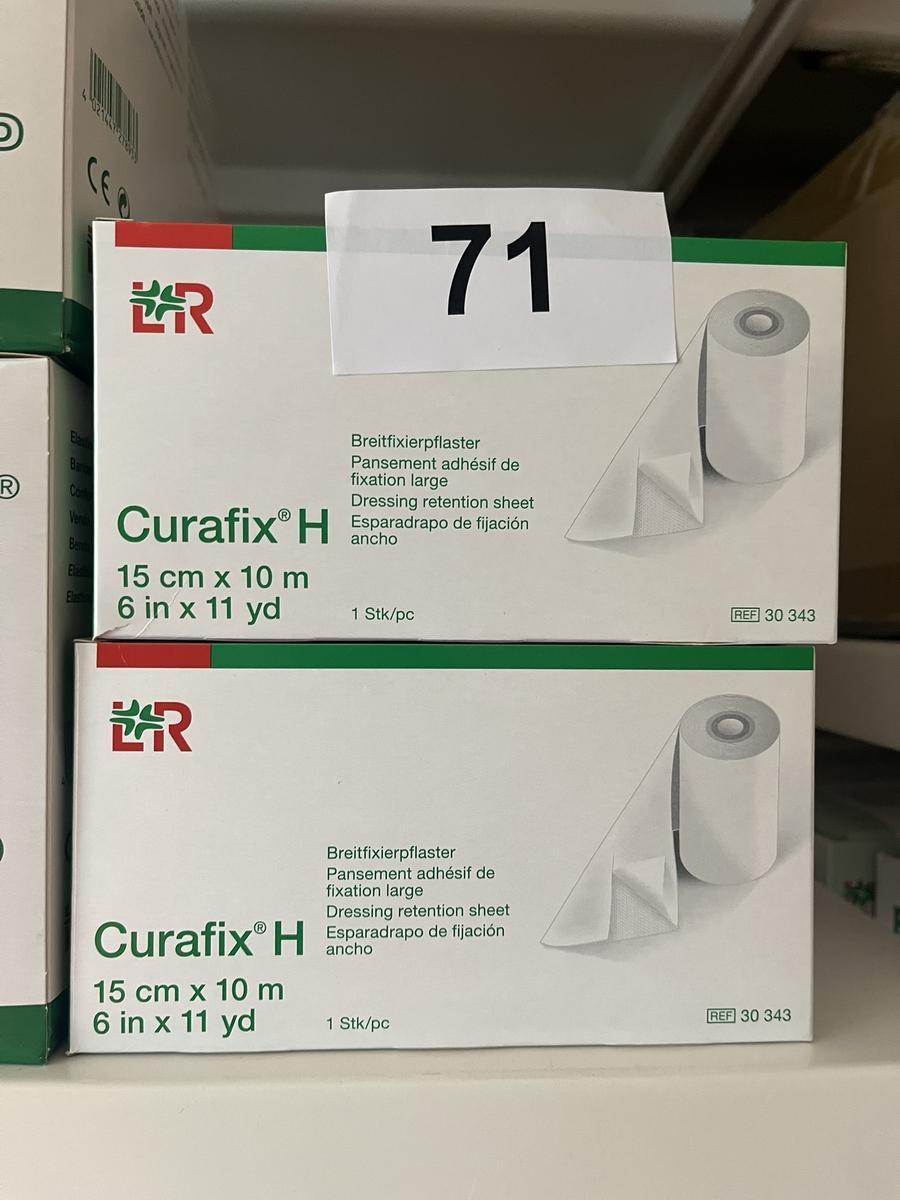 CE
71
L&R
Breitfixierpflaster
Pansement adhésif de
fixation large
Dressing retention sheet
Esparadrapo de fijación
ancho
Curafix® H
15 cm x 10 m
6 in x 11 yd
1 Stk/pc
REF 30 343
L&R
Breitfixierpflaster
Pansement adhésif de
fixation large
Dressing retention sheet
Esparadrapo de fijación
ancho
Curafix® H
15 cm x 10 m
6 in x 11 yd
1 Stk/pc
REF 30 343
®